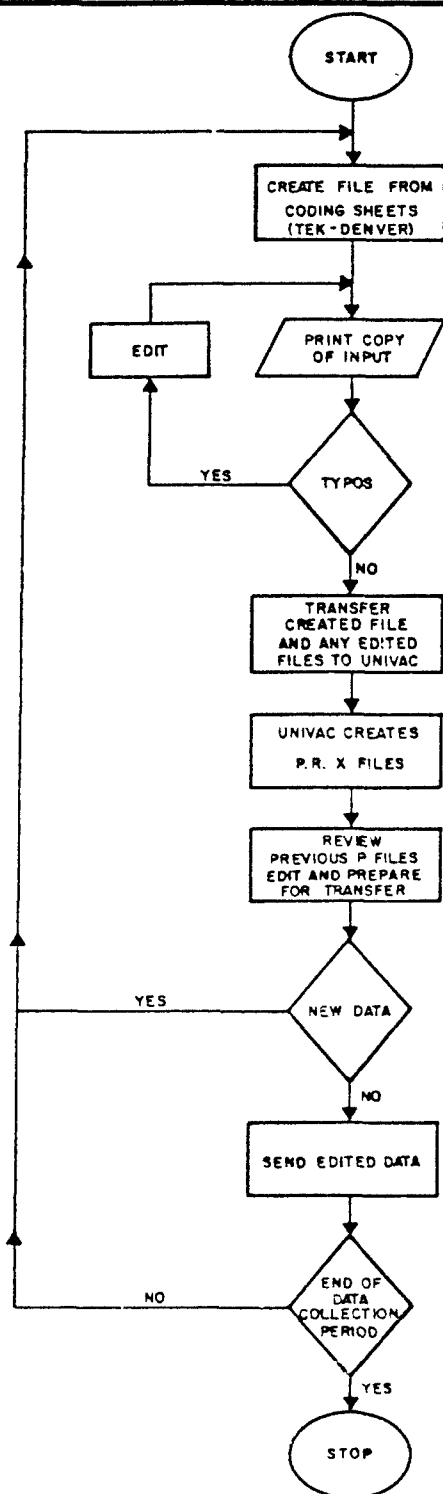 START
CREATE FILE FROM
CODING SHEETS
(TEK-DENVER)
EDIT
PRINT COPY
OF INPUT
YES
TYPOS
NO
TRANSFER
CREATED FILE
AND ANY EDITED
FILES TO UNIVAC
UNIVAC CREATES
P.R. X FILES
REVIEW
PREVIOUS P FILES
EDIT AND PREPARE
FOR TRANSFER
YES
NEW DATA
NO
SEND EDITED DATA
NO
END OF
DATA
COLLECTION
PERIOD
YES
STOP